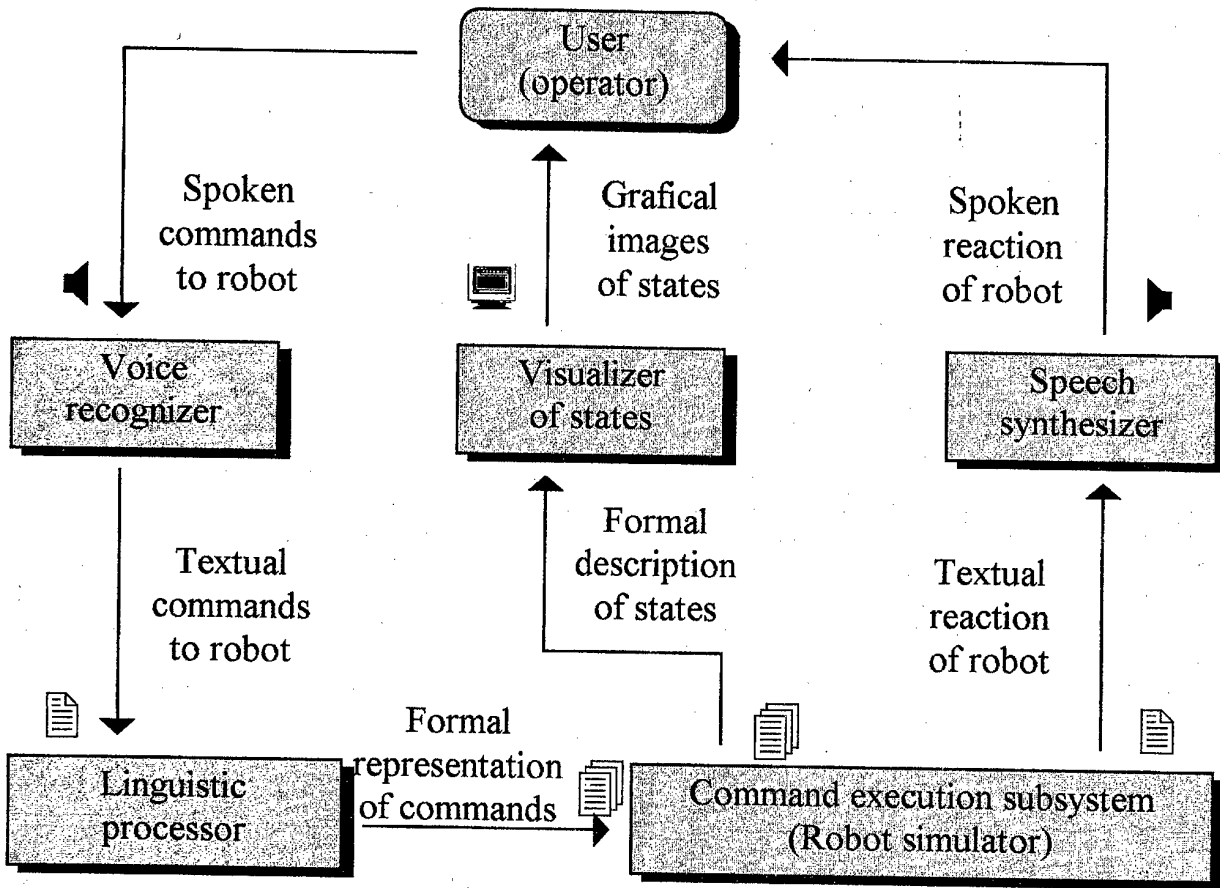 User
(operator)
Spoken
commands
to robot
Grafical
images
of states
Spoken
reaction
of robot
Voice
recognizer
Visualizer
of states
Speech
synthesizer
Textual
commands
to robot
Formal
description
of states
Textual
reaction
of robot
Formal
representation
of commands
Linguistic
processor
Command execution subsystem
(Robot simulator)